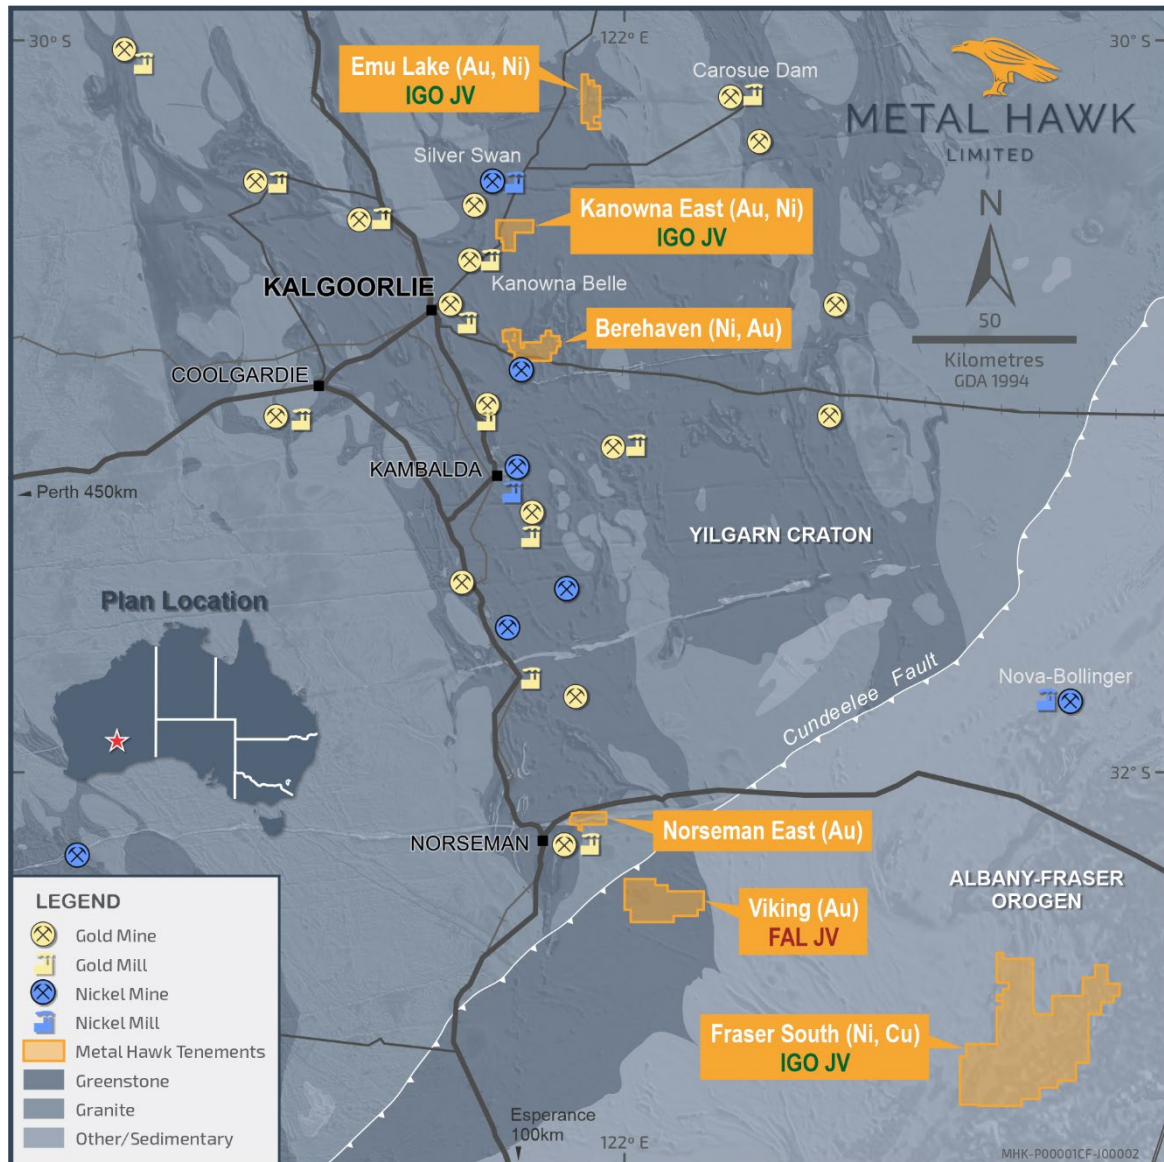 30° S
122° E
30° S
Emu Lake (Au, Ni)
IGO JV
Carosue Dam
METAL HAWK
LIMITED
Silver Swan
Kanowna East (Au, Ni)
IGO JV
N
KALGOORLIE
Kanowna Belle
Berehaven (Ni, Au)
50
Kilometres
GDA 1994
COOLGARDIE
KAMBALDA
Perth 450km
YILGARN CRATON
Plan Location
Cundeelee Fault
Nova-Bollinger
32° S
NORSEMAN
Norseman East (Au)
ALBANY-FRASER
OROGEN
Viking (Au)
FAL JV
Fraser South (Ni, Cu)
IGO JV
LEGEND
Gold Mine
Gold Mill
Nickel Mine
Nickel Mill
Metal Hawk Tenements
Greenstone
Granite
Other/Sedimentary
Esperance
100km
122° E
MHK-P00001CF-J00002